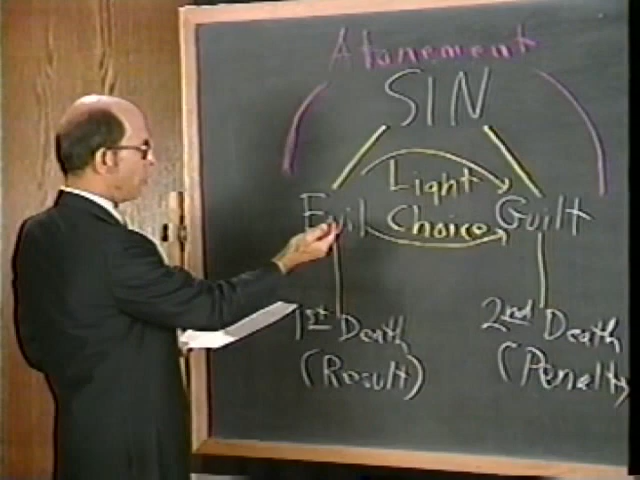 Atonement
SIN
Light
Evil Choice Guilt
1st Death
(Result)
2nd Death
(Penalty